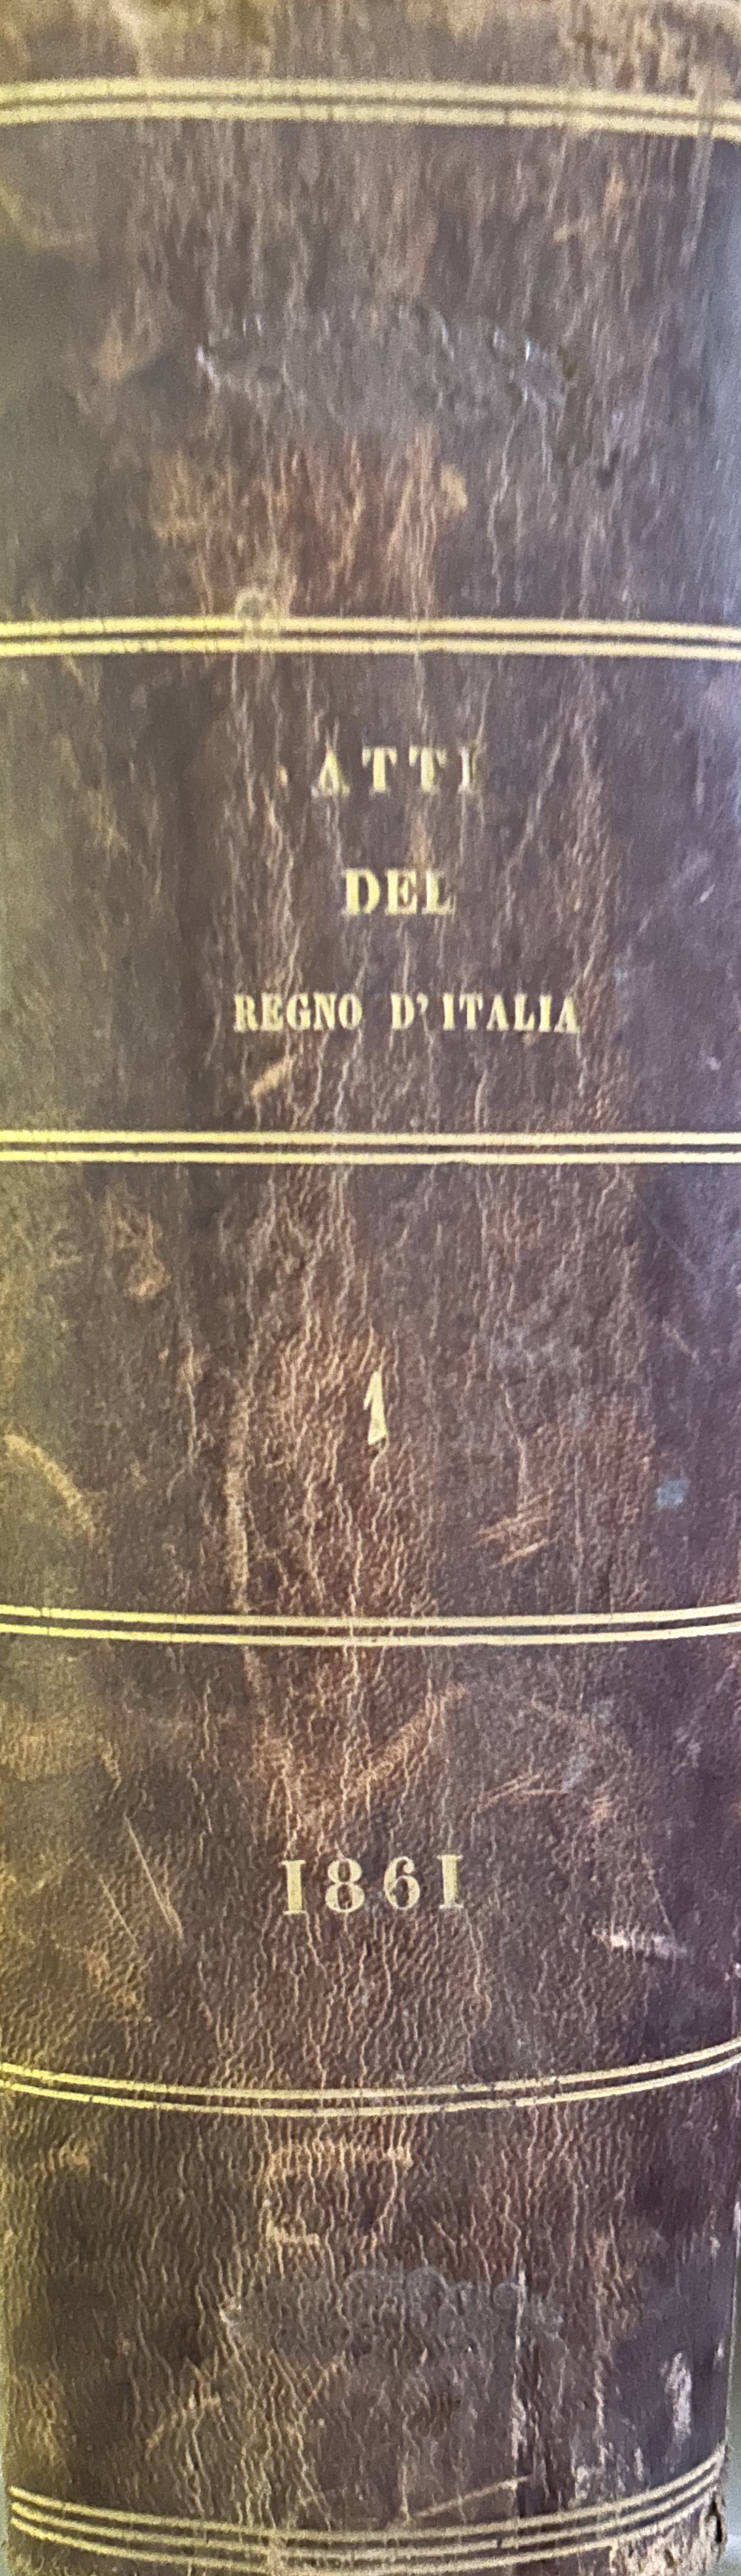 ATTI
DEL
REGNO D'ITALIA
1
1861